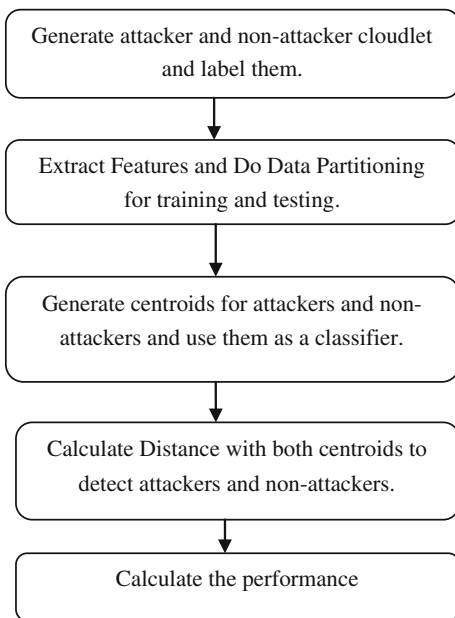 Generate attacker and non-attacker cloudlet
and label them.
Extract Features and Do Data Partitioning
for training and testing.
Generate centroids for attackers and non-
attackers and use them as a classifier.
Calculate Distance with both centroids to
detect attackers and non-attackers.
Calculate the performance